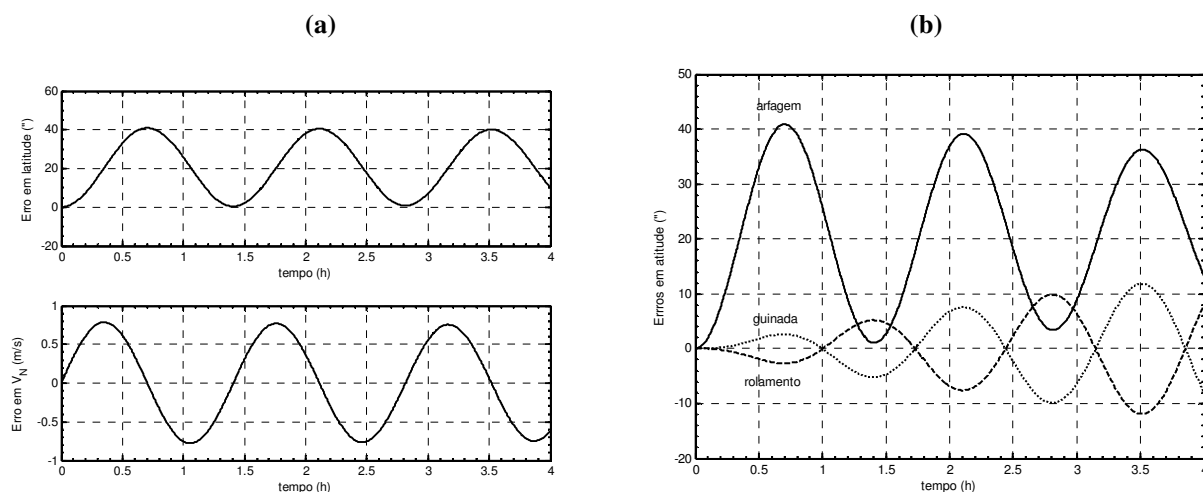 (a)
(b)
Erro em latitude (")
60
40
20
0
-20
0 0.5 1 1.5 2 2.5 3 3.5 4
tempo (h)
Erro em V_N (m/s)
1
0.5
0
-0.5
-1
0 0.5 1 1.5 2 2.5 3 3.5 4
tempo (h)
Errros em atitude (")
50
40
30
20
10
0
-10
-20
arfagem
guinada
rolamento
0 0.5 1 1.5 2 2.5 3 3.5 4
tempo (h)